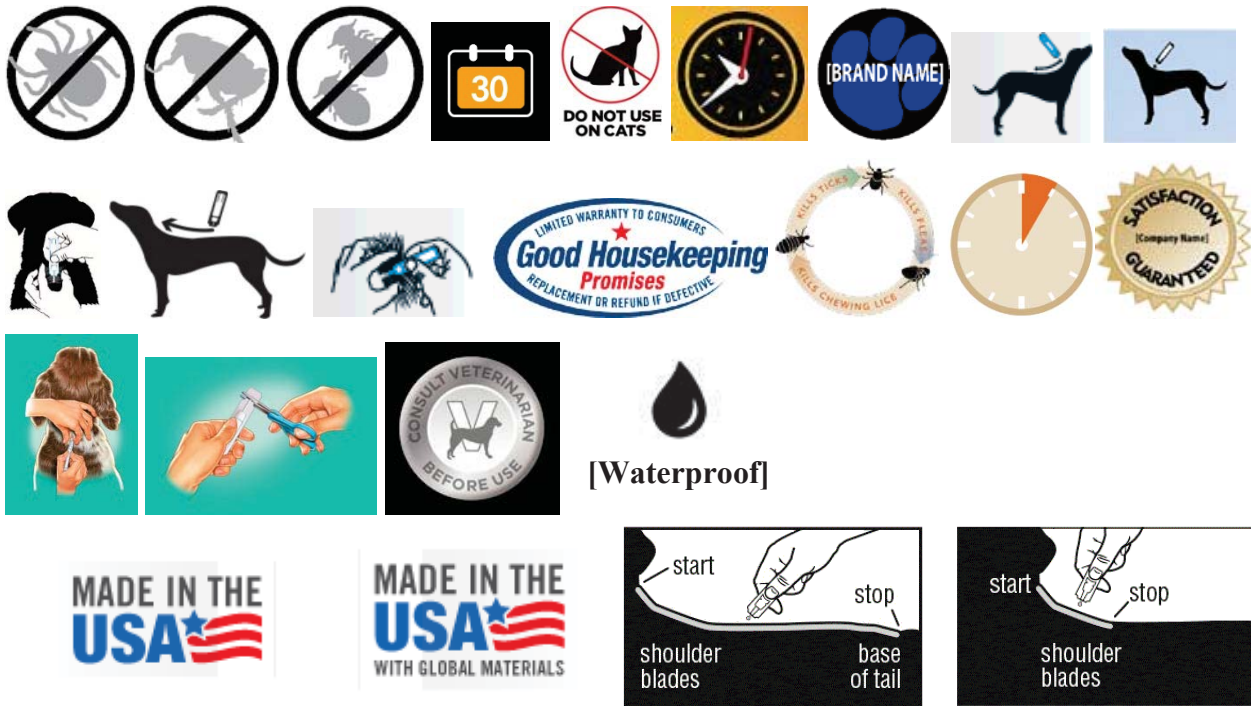 30
DO NOT USE
ON CATS
[BRAND NAME]
LIMITED WARRANTY TO CONSUMERS
Good Housekeeping
Promises
REPLACEMENT OR REFUND IF DEFECTIVE
KILLS TICKS
KILLS FLEAS
KILLS CHEWING LICE
SATISFACTION
[Company Name]
GUARANTEED
CONSULT VETERINARIAN
V
BEFORE USE
[Waterproof]
MADE IN THE
USA
MADE IN THE
USA
WITH GLOBAL MATERIALS
start
stop
shoulder
blades
base
of tail
start
stop
shoulder
blades